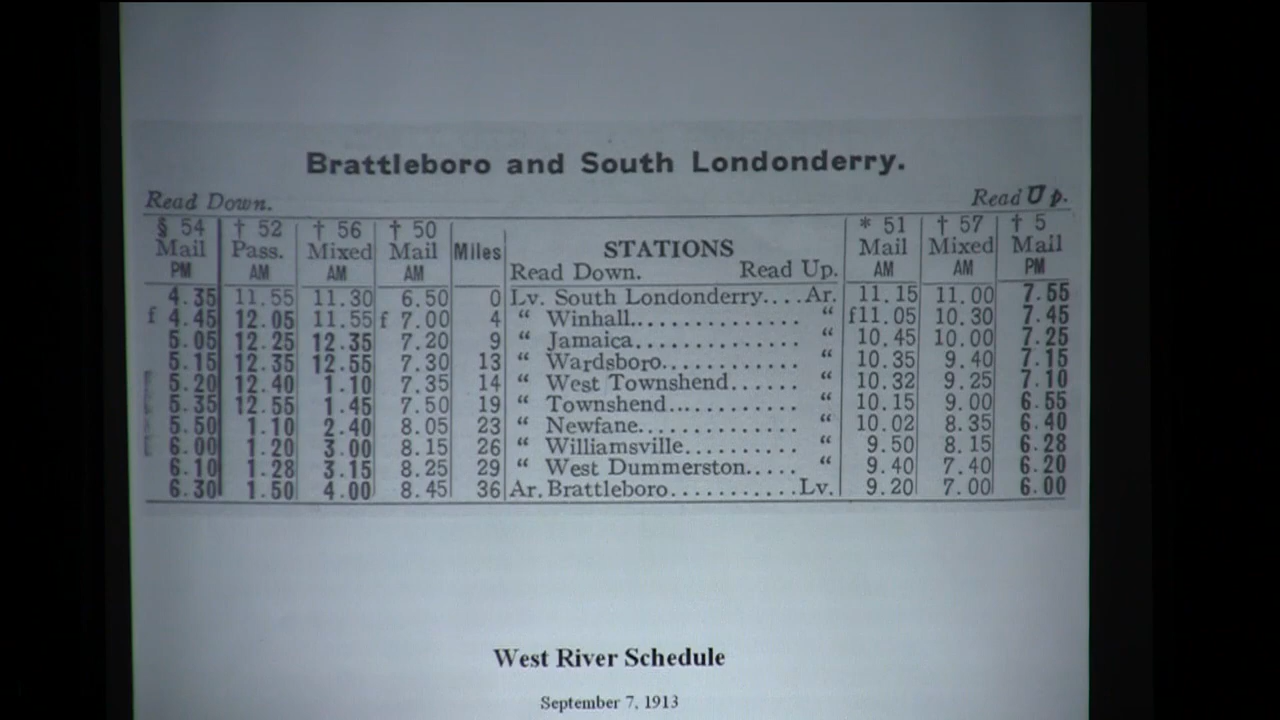 Brattleboro and South Londonderry.
Read Down. Read Up.
§ 54 † 52 † 56 † 50 Miles STATIONS * 51 † 57 † 5
Mail Pass. Mixed Mail Mail Mixed Mail
PM AM AM AM Read Down. Read Up. AM AM PM
4.35 11.55 11.30 6.50 0 Lv. South Londonderry....Ar. 11.15 11.00 7.55
f 4.45 12.05 11.55 f 7.00 4 “ Winhall................ “ f11.05 10.30 7.45
5.05 12.25 12.35 7.20 9 “ Jamaica............... “ 10.45 10.00 7.25
5.15 12.35 12.55 7.30 13 “ Wardsboro............. “ 10.35 9.40 7.15
5.20 12.40 1.10 7.35 14 “ West Townshend...... “ 10.32 9.25 7.10
5.35 12.55 1.45 7.50 19 “ Townshend............ “ 10.15 9.00 6.55
5.50 1.10 2.40 8.05 23 “ Newfane............... “ 10.02 8.35 6.40
6.00 1.20 3.00 8.15 26 “ Williamsville........... “ 9.50 8.15 6.28
6.10 1.28 3.15 8.25 29 “ West Dummerston..... “ 9.40 7.40 6.20
6.30 1.50 4.00 8.45 36 Ar. Brattleboro...........Lv. 9.20 7.00 6.00
West River Schedule
September 7, 1913